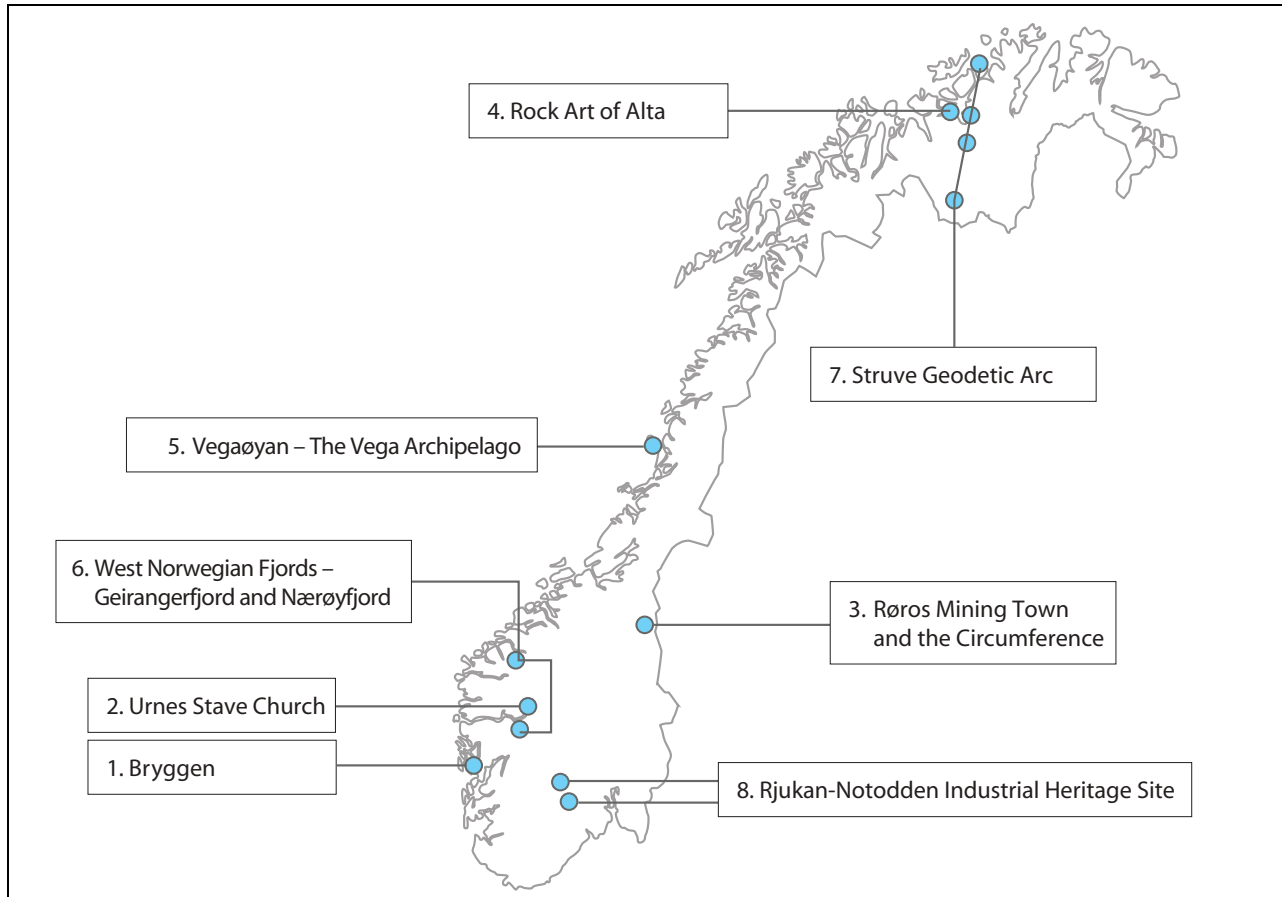 4. Rock Art of Alta
7. Struve Geodetic Arc
5. Vegaøyan – The Vega Archipelago
6. West Norwegian Fjords –
Geirangerfjord and Nærøyfjord
3. Røros Mining Town
and the Circumference
2. Urnes Stave Church
1. Bryggen
8. Rjukan-Notodden Industrial Heritage Site